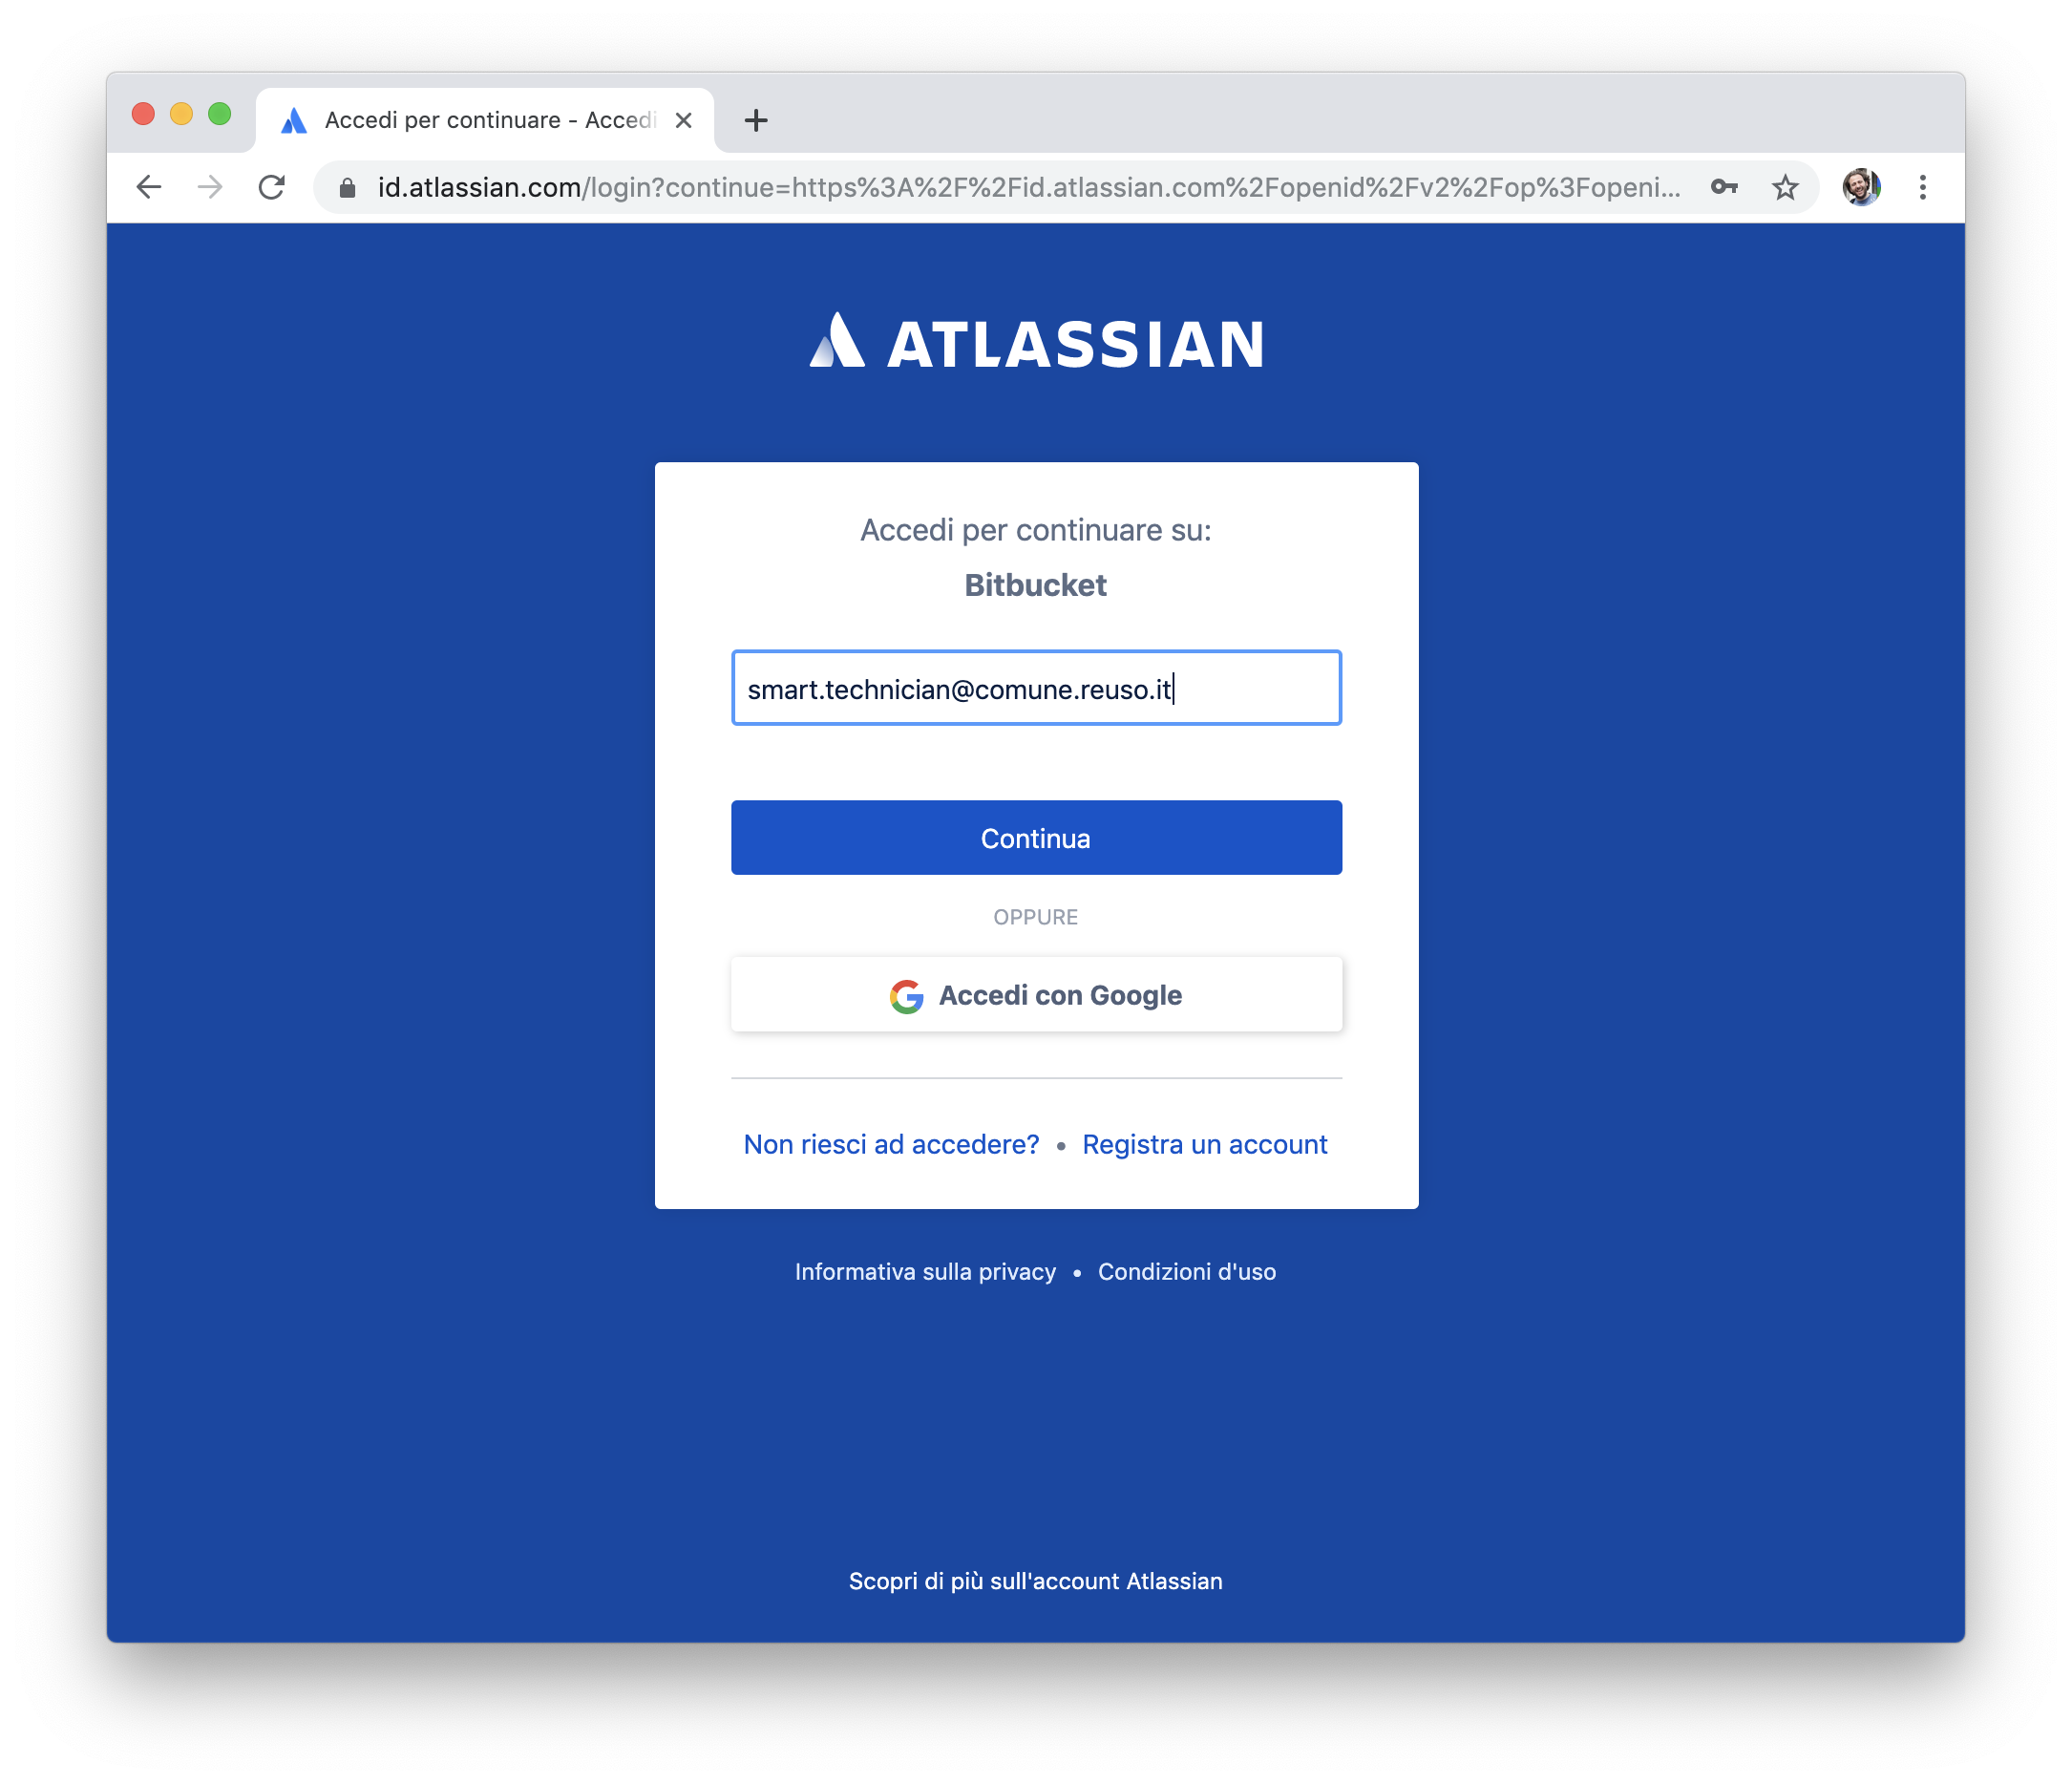 Accedi per continuare - Accedi
id.atlassian.com/login?continue=https%3A%2F%2Fid.atlassian.com%2Fopenid%2Fv2%2Fop%3Fopeni...
ATLASSIAN
Accedi per continuare su:
Bitbucket
smart.technician@comune.reuso.it
Continua
OPPURE
Accedi con Google
Non riesci ad accedere? • Registra un account
Informativa sulla privacy • Condizioni d'uso
Scopri di più sull'account Atlassian